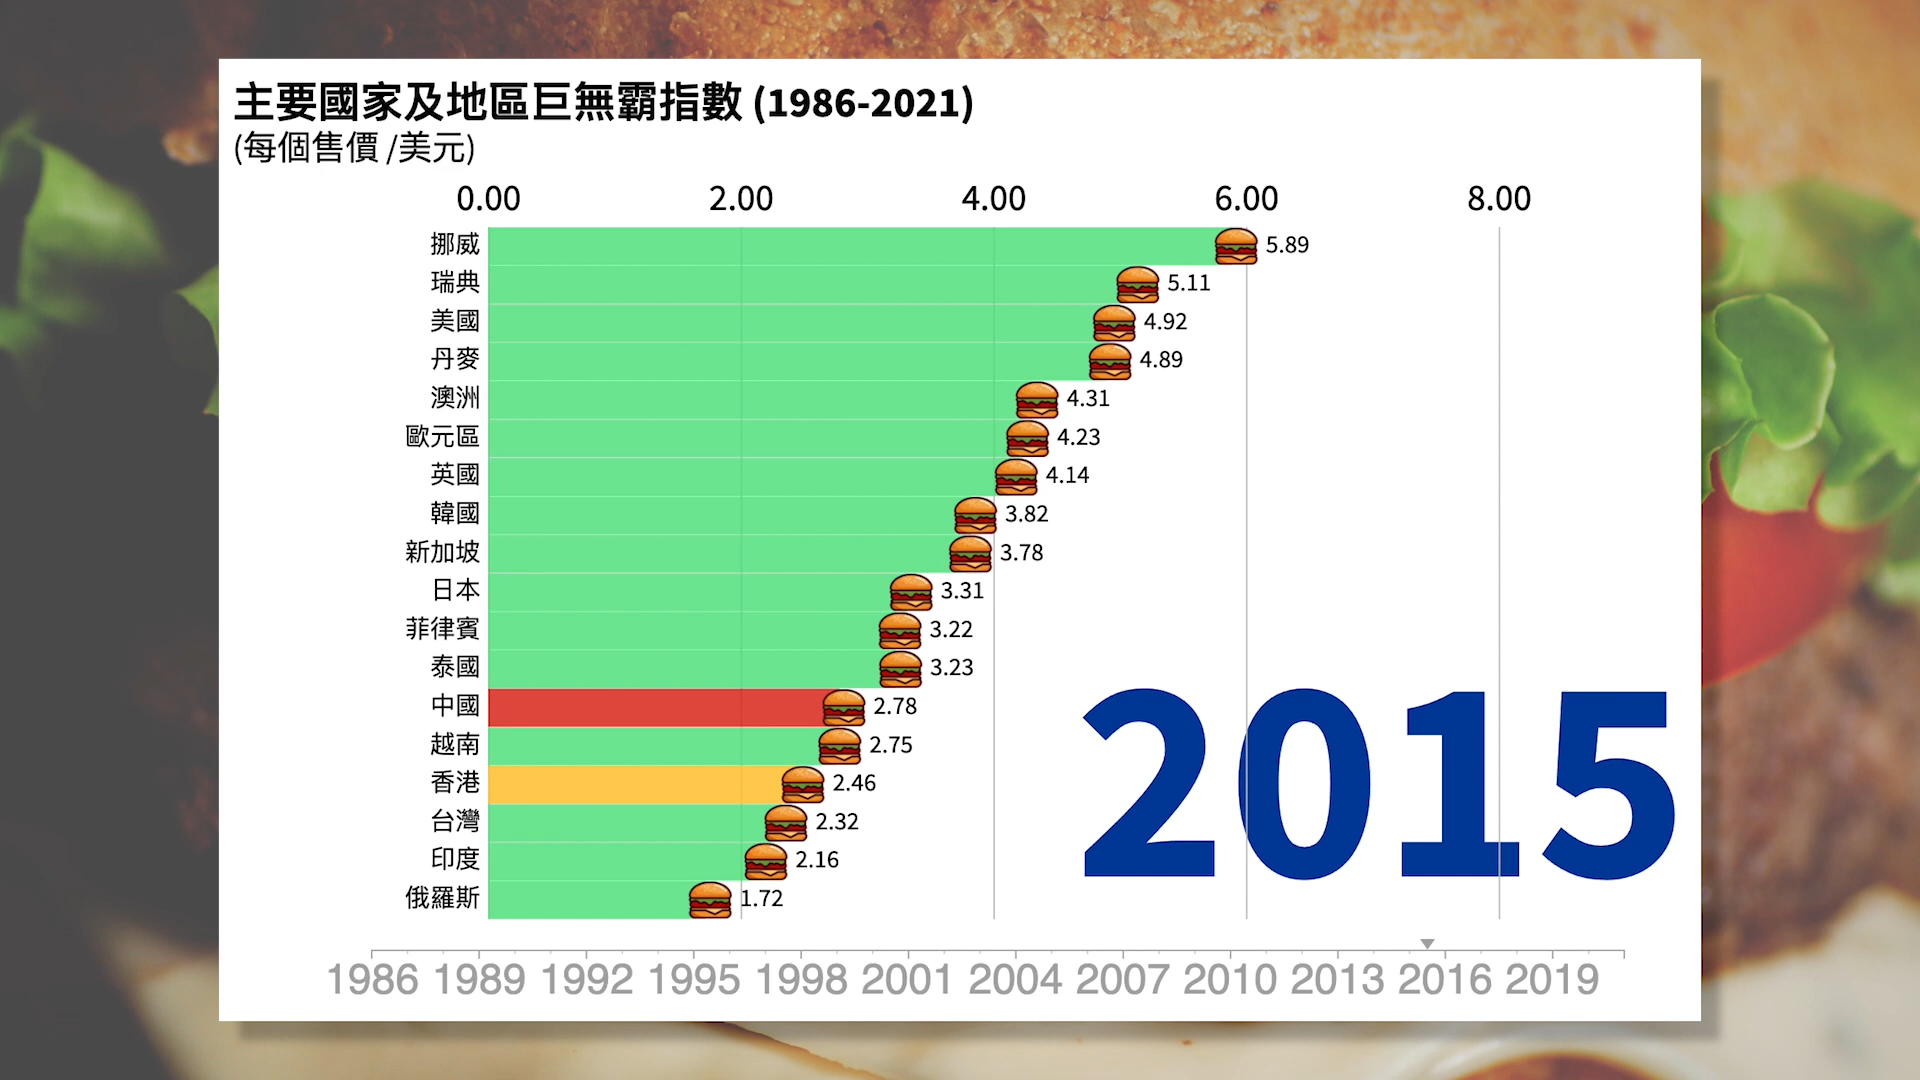 主要國家及地區巨無霸指數 (1986-2021)
(每個售價 /美元)
0.00 2.00 4.00 6.00 8.00
挪威 5.89
瑞典 5.11
美國 4.92
丹麥 4.89
澳洲 4.31
歐元區 4.23
英國 4.14
韓國 3.82
新加坡 3.78
日本 3.31
菲律賓 3.22
泰國 3.23
中國 2.78
越南 2.75
香港 2.46
台灣 2.32
印度 2.16
俄羅斯 1.72
2015
1986 1989 1992 1995 1998 2001 2004 2007 2010 2013 2016 2019